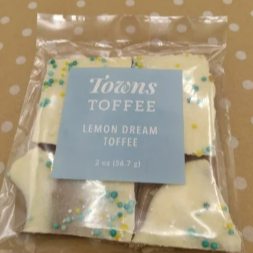 Towns
TOFFEE
LEMON DREAM
TOFFEE
2 oz (56.7 g)